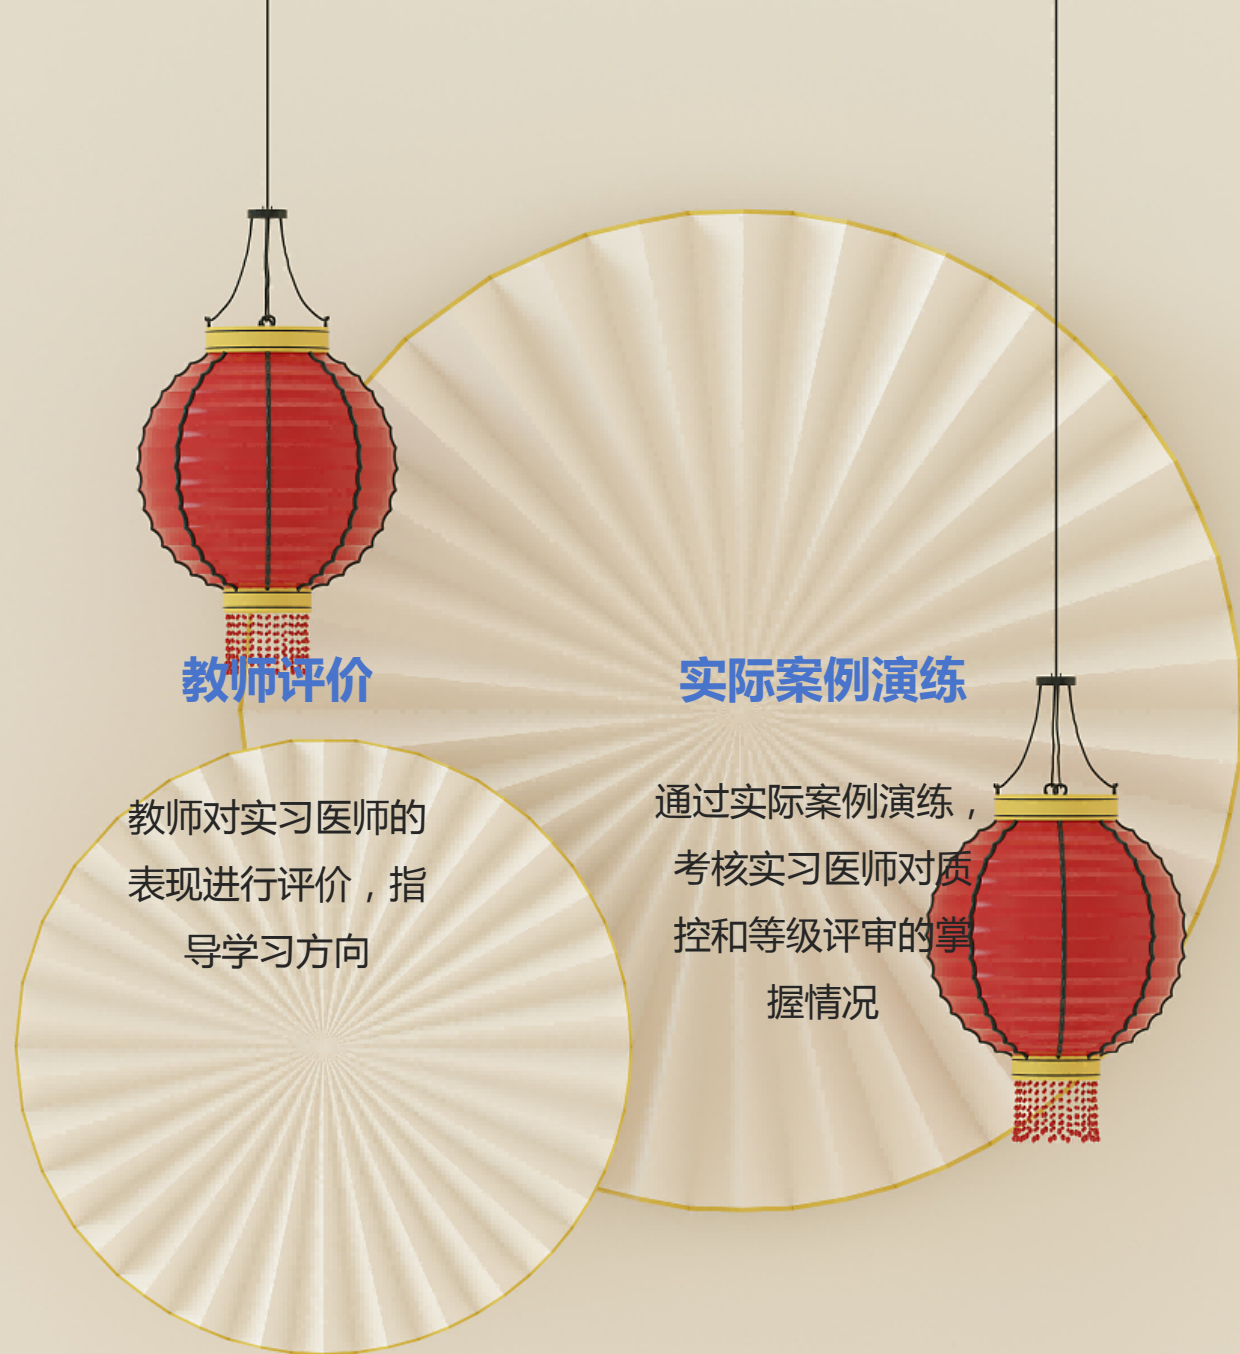 教师评价
教师对实习医师的
表现进行评价，指
导学习方向
实际案例演练
通过实际案例演练，
考核实习医师对质
控和等级评审的掌
握情况